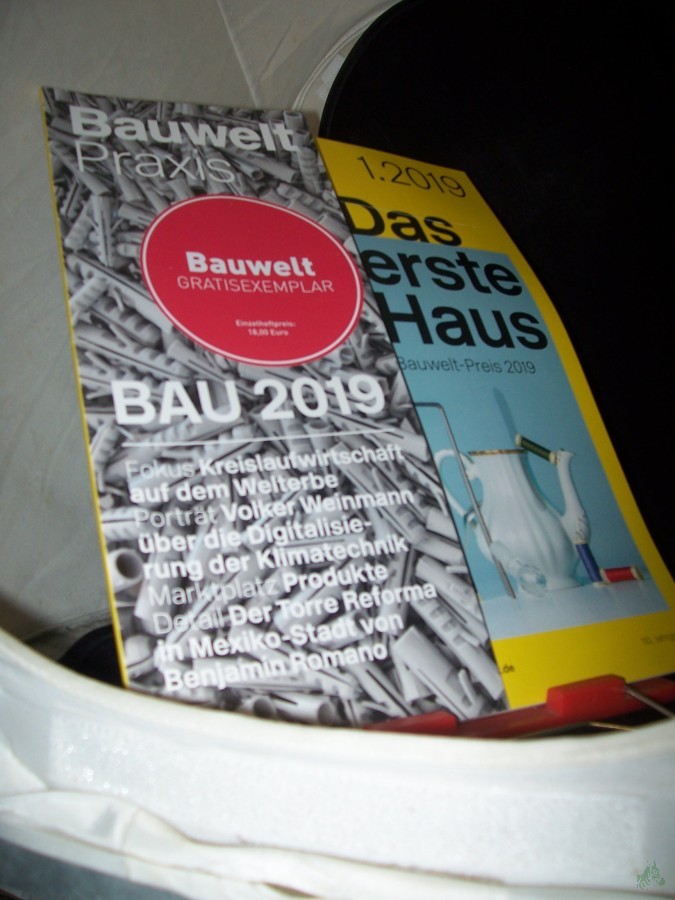 Bauwelt
Praxis
Bauwelt
GRATISEXEMPLAR
Einzelheftpreis:
18,00 Euro
BAU 2019
Fokus Kreislaufwirtschaft
auf dem Welterbe
Porträt Volker Weinmann
über die Digitalisie-
rung der Klimatechnik
Marktplatz Produkte
Detail Der Torre Reforma
in Mexiko-Stadt von
Benjamin Romano
1.2019
Das
erste
Haus
Bauwelt-Preis 2019
.de